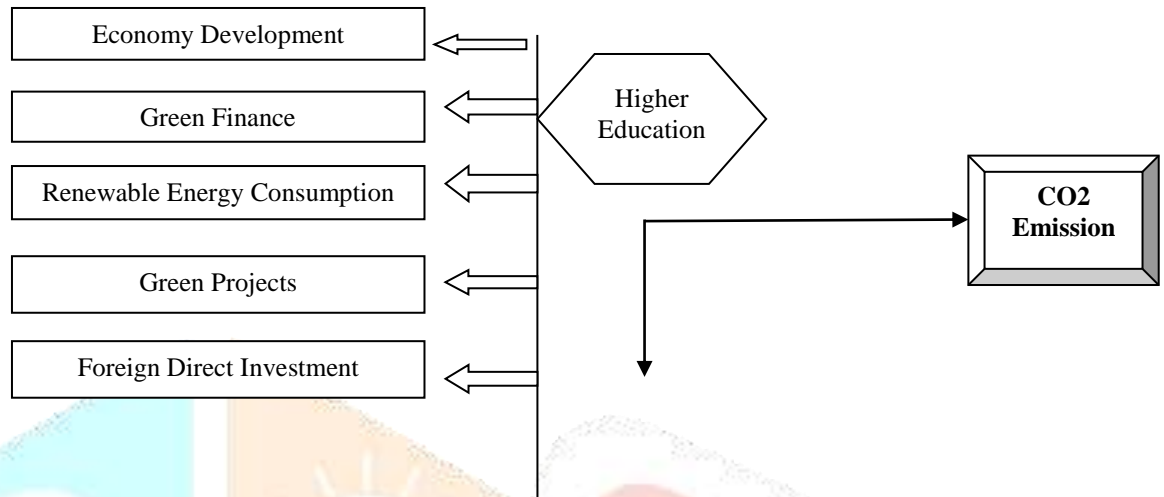 Economy Development
Green Finance
Renewable Energy Consumption
Green Projects
Foreign Direct Investment
Higher
Education
CO2
Emission